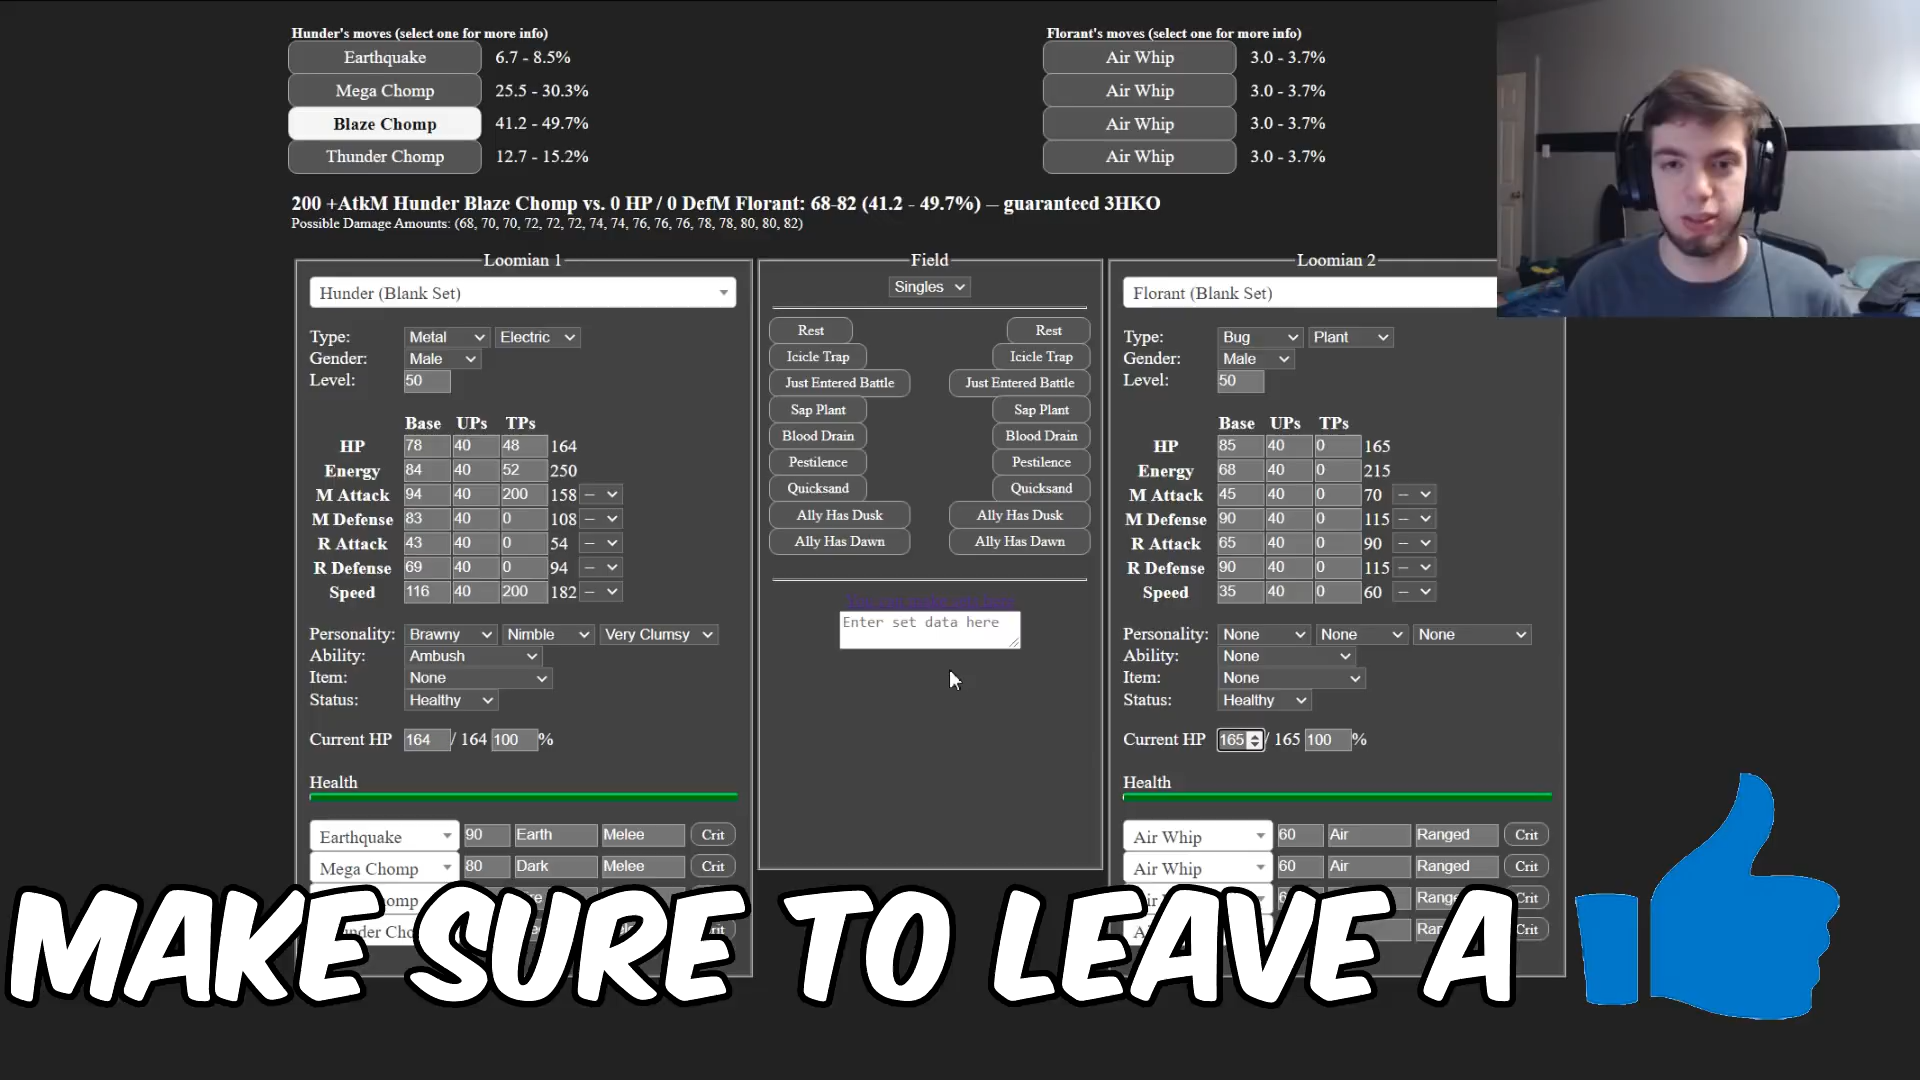 Hunder's moves (select one for more info)
Earthquake 6.7 - 8.5%
Mega Chomp 25.5 - 30.3%
Blaze Chomp 41.2 - 49.7%
Thunder Chomp 12.7 - 15.2%
Florant's moves (select one for more info)
Air Whip 3.0 - 3.7%
Air Whip 3.0 - 3.7%
Air Whip 3.0 - 3.7%
Air Whip 3.0 - 3.7%
200 +AtkM Hunder Blaze Chomp vs. 0 HP / 0 DefM Florant: 68-82 (41.2 - 49.7%) -- guaranteed 3HKO
Possible Damage Amounts: (68, 70, 70, 72, 72, 72, 74, 74, 76, 76, 76, 78, 78, 80, 80, 82)
Loomian 1
Hunder (Blank Set)
Type: Metal Electric
Gender: Male
Level: 50
Base UPs TPs
HP 78 40 48 164
Energy 84 40 52 250
M Attack 94 40 200 158 --
M Defense 83 40 0 108 --
R Attack 43 40 0 54 --
R Defense 69 40 0 94 --
Speed 116 40 200 182 --
Personality: Brawny Nimble Very Clumsy
Ability: Ambush
Item: None
Status: Healthy
Current HP 164 / 164 100 %
Health
Earthquake 90 Earth Melee Crit
Mega Chomp 80 Dark Melee Crit
Field
Singles
Rest Rest
Icicle Trap Icicle Trap
Just Entered Battle Just Entered Battle
Sap Plant Sap Plant
Blood Drain Blood Drain
Pestilence Pestilence
Quicksand Quicksand
Ally Has Dusk Ally Has Dusk
Ally Has Dawn Ally Has Dawn
Enter set data here
Loomian 2
Florant (Blank Set)
Type: Bug Plant
Gender: Male
Level: 50
Base UPs TPs
HP 85 40 0 165
Energy 68 40 0 215
M Attack 45 40 0 70 --
M Defense 90 40 0 115 --
R Attack 65 40 0 90 --
R Defense 90 40 0 115 --
Speed 35 40 0 60 --
Personality: None None None
Ability: None
Item: None
Status: Healthy
Current HP 165 / 165 100 %
Health
Air Whip 60 Air Ranged Crit
Air Whip 60 Air Ranged Crit
Crit
Crit
MAKE SURE TO LEAVE A